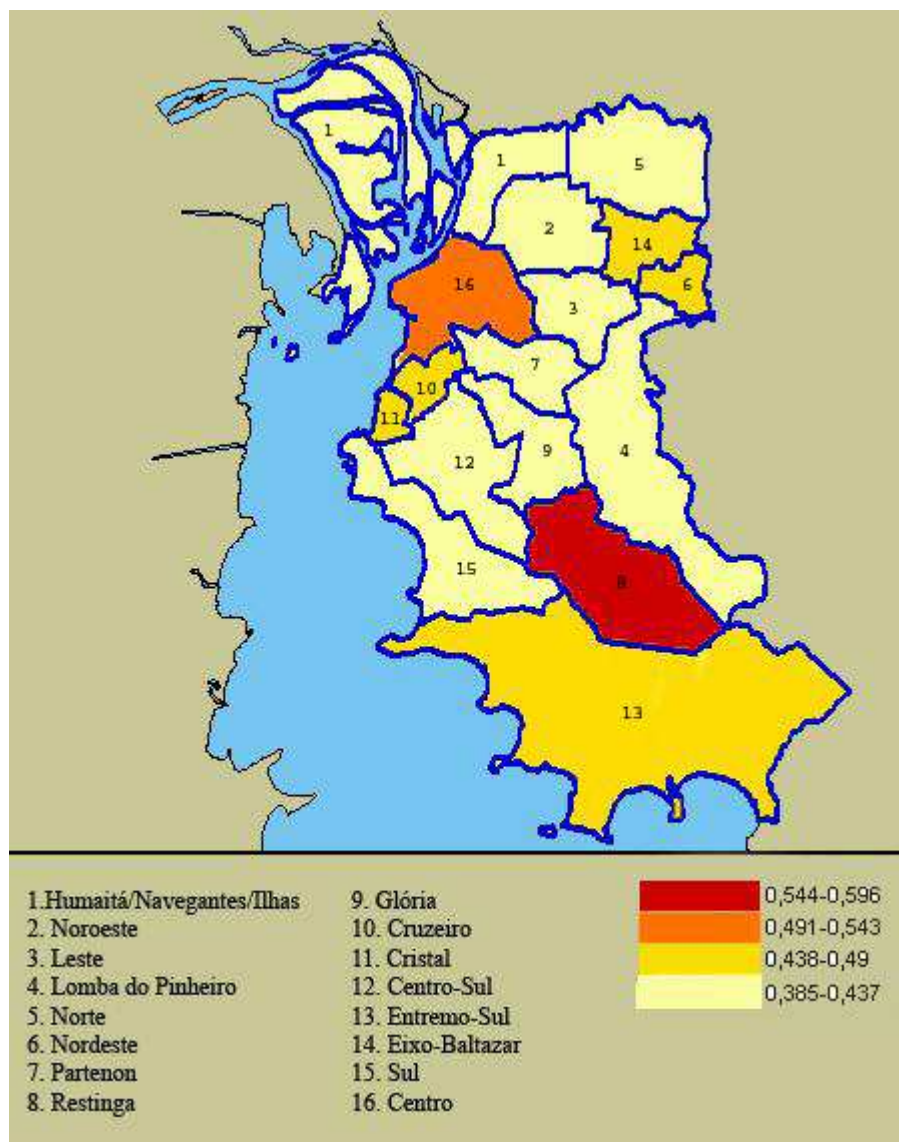 1
1
5
2
14
6
16
3
7
10
11
9
4
12
15
8
13
1.Humaitá/Navegantes/Ilhas
2. Noroeste
3. Leste
4. Lomba do Pinheiro
5. Norte
6. Nordeste
7. Partenon
8. Restinga
9. Glória
10. Cruzeiro
11. Cristal
12. Centro-Sul
13. Entremo-Sul
14. Eixo-Baltazar
15. Sul
16. Centro
0,544-0,596
0,491-0,543
0,438-0,49
0,385-0,437